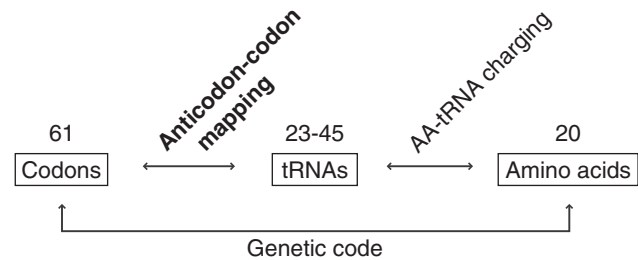 Anticodon-codon
mapping
AA-tRNA charging
61
23-45
20
Codons
tRNAs
Amino acids
Genetic code